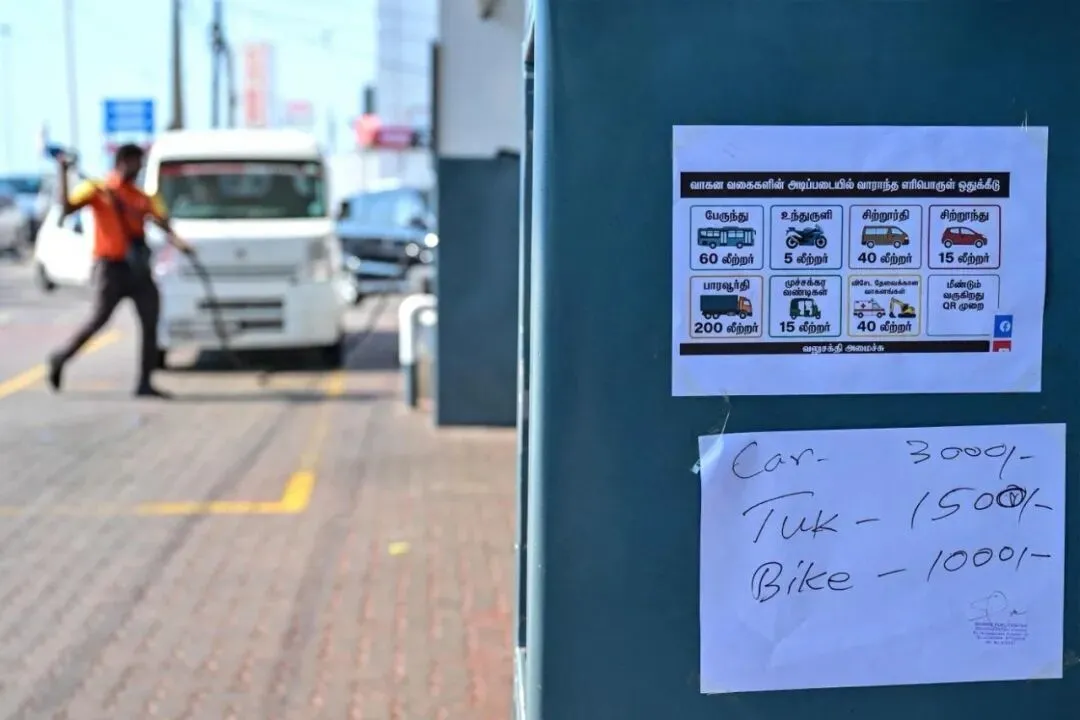 வாகன வகைகளின் அடிப்படையில் வாராந்த எரிபொருள் ஒதுக்கீடு
பேருந்து
60 லீற்றர்
உந்துருளி
5 லீற்றர்
சிற்றூர்தி
40 லீற்றர்
சிற்றூந்து
15 லீற்றர்
பாரவூர்தி
200 லீற்றர்
முச்சக்கர
வண்டிகள்
15 லீற்றர்
விசேட தேவைக்கான
வாகனங்கள்
40 லீற்றர்
மீண்டும்
வருகிறது
QR முறை
வலுசக்தி அமைச்சு
Car- 3000/-
Tuk - 1500/-
Bike - 1000/-